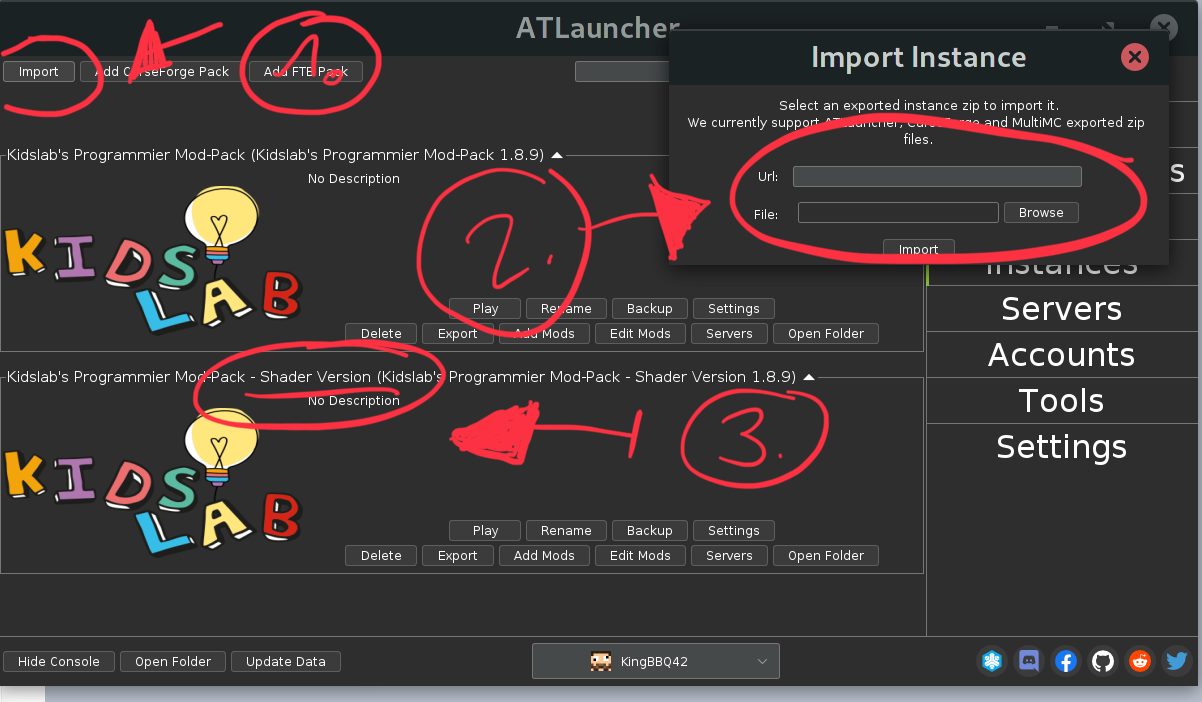 ATLauncher
Import
Add CurseForge Pack
Add FTB Pack
1.
Import Instance
Select an exported instance zip to import it.
We currently support ATLauncher, CurseForge and MultiMC exported zip
files.
Url:
File:
Browse
Import
Kidslab's Programmier Mod-Pack (Kidslab's Programmier Mod-Pack 1.8.9)
No Description
KIDS
LAB
2.
Play
Rename
Backup
Settings
Delete
Export
Add Mods
Edit Mods
Servers
Open Folder
s
Instances
Servers
Accounts
Tools
Settings
Kidslab's Programmier Mod-Pack - Shader Version (Kidslab's Programmier Mod-Pack - Shader Version 1.8.9)
No Description
KIDS
LAB
3.
Play
Rename
Backup
Settings
Delete
Export
Add Mods
Edit Mods
Servers
Open Folder
Hide Console
Open Folder
Update Data
KingBBQ42